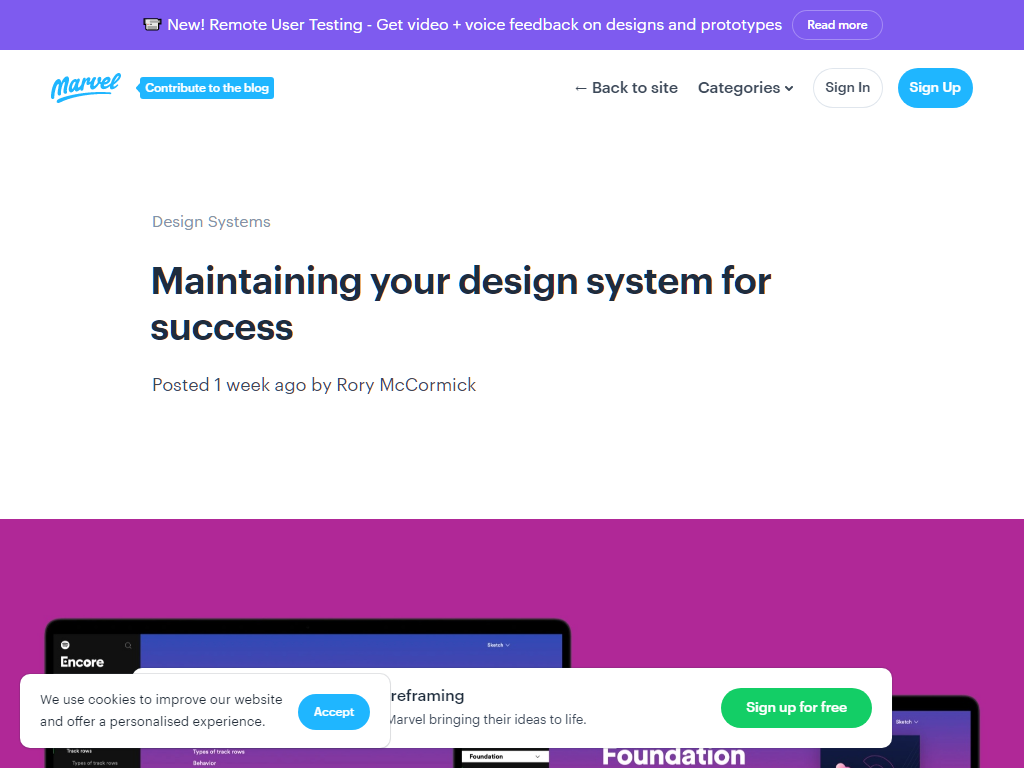 New! Remote User Testing - Get video + voice feedback on designs and prototypes
Read more
Marvel
Contribute to the blog
← Back to site
Categories
Sign In
Sign Up
Design Systems
Maintaining your design system for
success
Posted 1 week ago by Rory McCormick
Sketch
Encore
reframing
Marvel bringing their ideas to life.
Sign up for free
We use cookies to improve our website
and offer a personalised experience.
Accept
Sketch
Track rows
Types of track rows
Types of track rows
Behavior
Foundation
Foundation